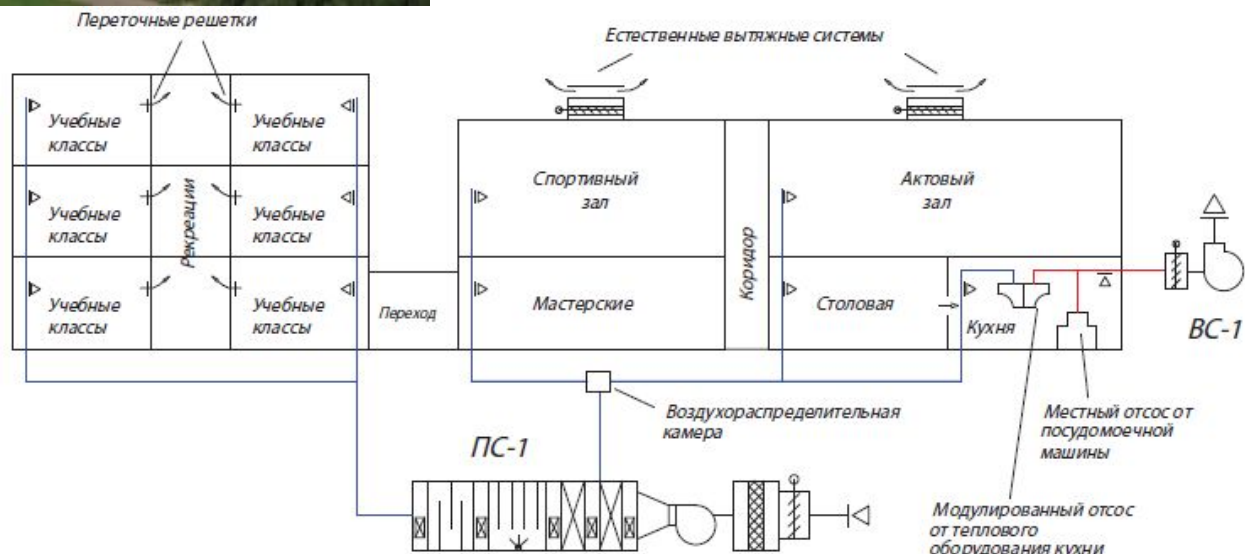 Переточные решетки
Естественные вытяжные системы
Учебные
классы
Учебные
классы
Учебные
классы
Учебные
классы
Учебные
классы
Учебные
классы
Рекреации
Переход
Спортивный
зал
Мастерские
Коридор
Актовый
зал
Столовая
Кухня
ВС-1
Воздухораспределительная
камера
Местный отсос от
посудомоечной
машины
ПС-1
Модулированный отсос
от теплового
оборудования кухни